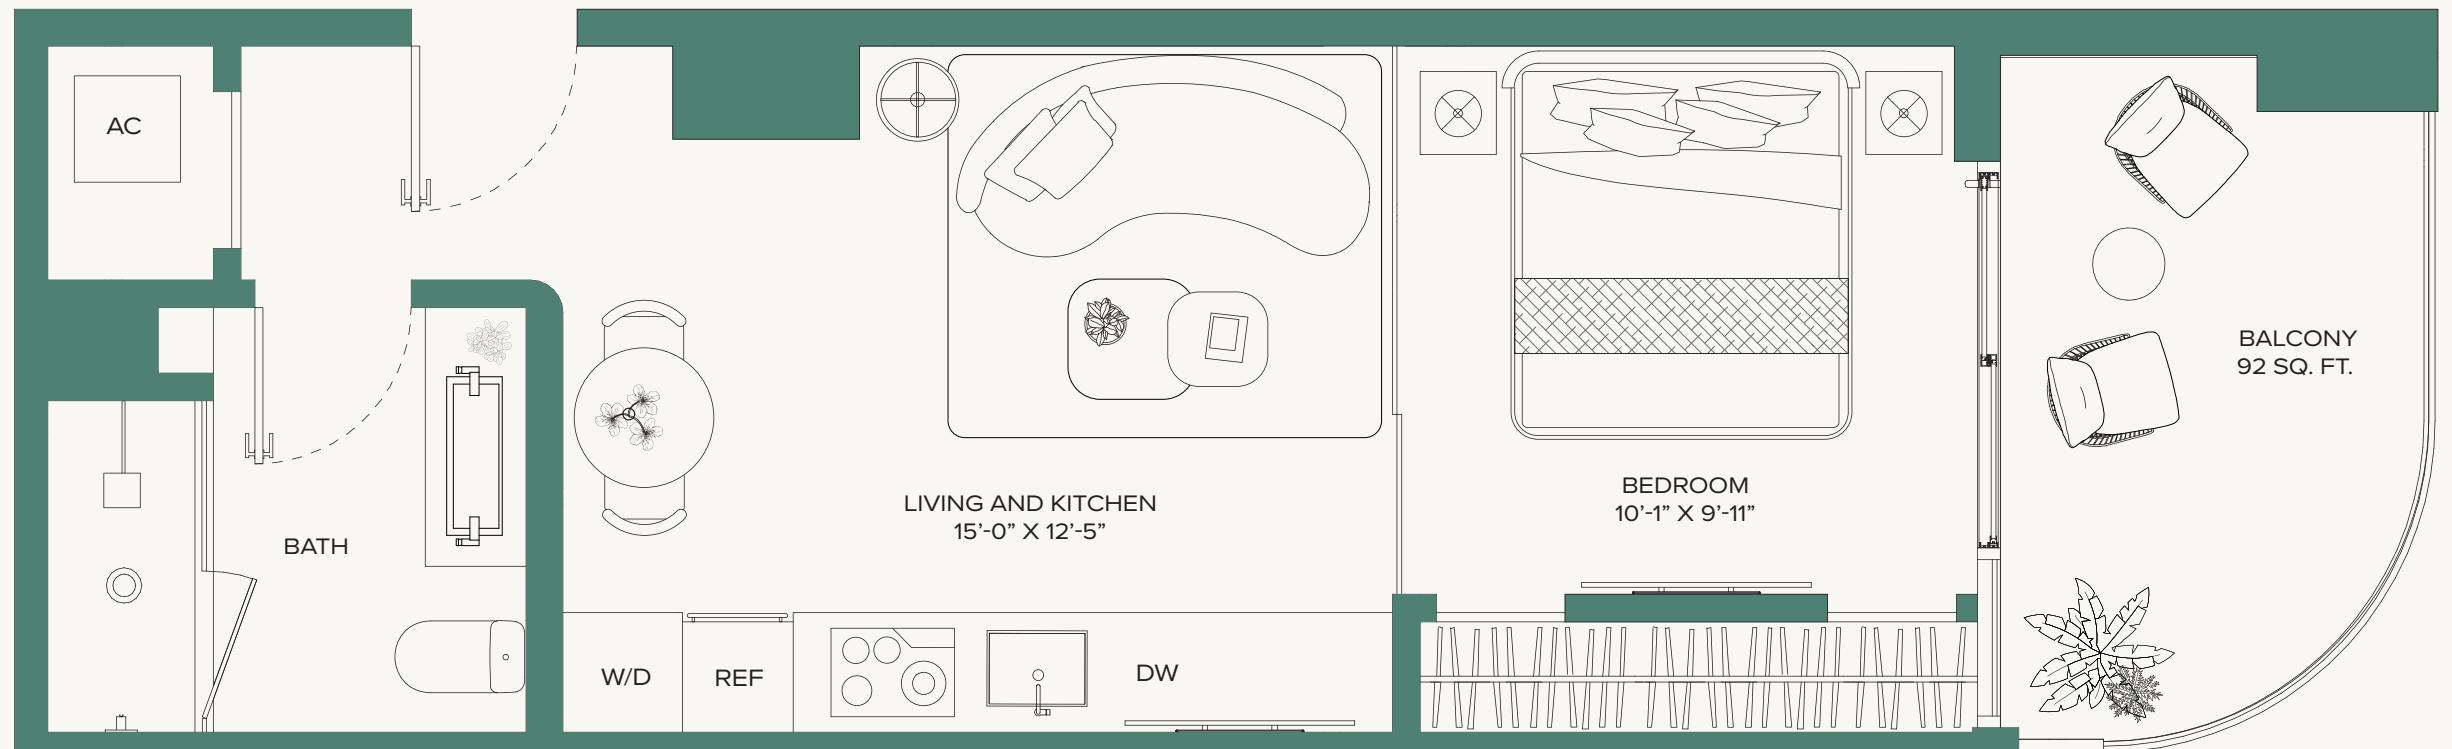 AC
BALCONY
92 SQ. FT.
BEDROOM
10’-1” X 9’-11”
LIVING AND KITCHEN
15’-0” X 12’-5”
BATH
W/D
REF
DW